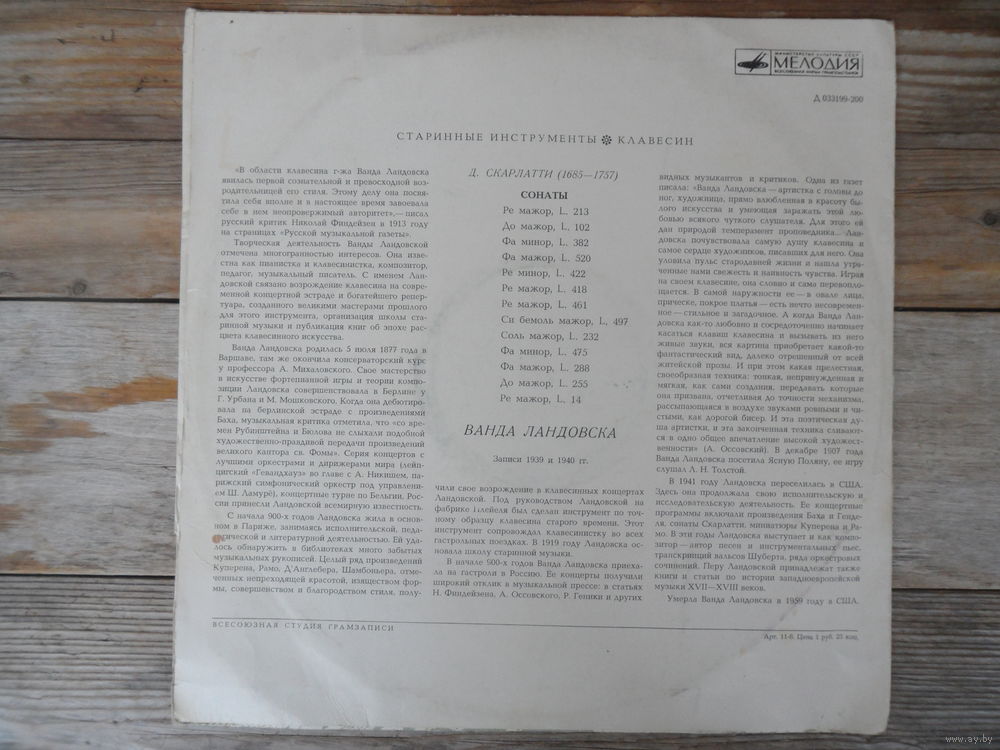 МИНИСТЕРСТВО КУЛЬТУРЫ СССР
МЕЛОДИЯ
ВСЕСОЮЗНАЯ ФИРМА ГРАМПЛАСТИНОК
Д 033199-200
СТАРИННЫЕ ИНСТРУМЕНТЫ КЛАВЕСИН
«В области клавесина г-жа Ванда Ландовска
явилась первой сознательной и превосходной воз-
родительницей его стиля. Этому делу она посвя-
тила себя вполне и в настоящее время завоевала
себе в нем неопровержимый авторитет»,— писал
русский критик Николай Финдейзен в 1913 году
на страницах «Русской музыкальной газеты».
Творческая деятельность Ванды Ландовской
отмечена многогранностью интересов. Она извест-
на как пианистка и клавесинистка, композитор,
педагог, музыкальный писатель. С именем Лан-
довской связано возрождение клавесина на совре-
менной концертной эстраде и богатейшего репер-
туара, созданного великими мастерами прошлого
для этого инструмента, организация школы ста-
ринной музыки и публикация книг об эпохе рас-
цвета клавесинного искусства.
Ванда Ландовска родилась 5 июля 1877 года в
Варшаве, там же окончила консерваторский курс
у профессора А. Михаловского. Свое мастерство
в искусстве фортепианной игры и теории компо-
зиции Ландовска совершенствовала в Берлине у
Г. Урбана и М. Мошковского. Когда она дебютиро-
вала на берлинской эстраде с произведениями
Баха, музыкальная критика отметила, что «со вре-
мен Рубинштейна и Бюлова не слыхали подобной
художественно-правдивой передачи произведений
великого кантора св. Фомы». Серия концертов с
лучшими оркестрами и дирижерами мира (лейп-
цигский «Гевандхауз» во главе с А. Никишем, па-
рижский симфонический оркестр под управлени-
ем Ш. Ламурё), концертные турне по Бельгии, Рос-
сии принесли Ландовской всемирную известность.
С начала 900-х годов Ландовска жила в основ-
ном в Париже, занимаясь исполнительской, педа-
гогической и литературной деятельностью. Ей уда-
лось обнаружить в библиотеках много забытых
музыкальных рукописей. Целый ряд произведений
Куперена, Рамо, Д'Англебера, Шамбоньера, отме-
ченных непреходящей красотой, изяществом фор-
мы, совершенством и благородством стиля, полу-
Д. СКАРЛАТТИ (1685—1757)
СОНАТЫ
Ре мажор, L. 213
До мажор, L. 102
Фа минор, L. 382
Фа мажор, L. 520
Ре минор, L. 422
Ре мажор, L. 418
Ре мажор, L. 461
Си бемоль мажор, L. 497
Соль мажор, L. 232
Фа минор, L. 475
Фа мажор, L. 288
До мажор, L. 255
Ре мажор, L. 14
ВАНДА ЛАНДОВСКА
Записи 1939 и 1940 гг.
чили свое возрождение в клавесинных концертах
Ландовской. Под руководством Ландовской на
фабрике Плейеля был сделан инструмент по точ-
ному образцу клавесина старого времени. Этот
инструмент сопровождал клавесинистку во всех
гастрольных поездках. В 1919 году Ландовска ос-
новала школу старинной музыки.
В начале 900-х годов Ванда Ландовска приеха-
ла на гастроли в Россию. Ее концерты получили
широкий отклик в музыкальной прессе: в статьях
Н. Финдейзена, А. Оссовского, Р. Геники и других
видных музыкантов и критиков. Одна из газет
писала: «Ванда Ландовска — артистка с головы до
ног, художница, прямо влюбленная в красоту бы-
лого искусства и умеющая заражать этой лю-
бовью всякого чуткого слушателя. Для этого ей
дан природой темперамент проповедника... Лан-
довска почувствовала самую душу клавесина и
самое сердце художников, писавших для него. Она
уловила пульс стародавней жизни и нашла утра-
ченные нами свежесть и наивность чувства. Играя
на своем клавесине, она словно и сама перевопло-
щается. В самой наружности ее — в овале лица,
прическе, покрое платья — есть нечто несовремен-
ное — стильное и загадочное. А когда Ванда Лан-
довска как-то любовно и сосредоточенно начинает
касаться клавиш клавесина и вызывать из него
живые звуки, вся картина приобретает какой-то
фантастический вид, далеко отрешенный от всей
житейской прозы. И при этом какая прелестная,
своеобразная техника: тонкая, непринужденная и
мягкая, как сами создания, передавать которые
она призвана, отчетливая до точности механизма,
рассыпающаяся в воздухе звуками ровными и чи-
стыми, как дорогой бисер. И эта поэтическая ду-
ша артистки, и эта законченная техника сливают-
ся в одно общее впечатление высокой художест-
венности» (А. Оссовский). В декабре 1907 года
Ванда Ландовска посетила Ясную Поляну, ее игру
слушал Л. Н. Толстой.
В 1941 году Ландовска переселилась в США.
Здесь она продолжала свою исполнительскую и
исследовательскую деятельность. Ее концертные
программы включали произведения Баха и Генде-
ля, сонаты Скарлатти, миниатюры Куперена и Ра-
мо. В эти годы Ландовска выступает и как компо-
зитор — автор песен и инструментальных пьес,
транскрипций вальсов Шуберта, ряда оркестровых
сочинений. Перу Ландовской принадлежат также
книги и статьи по истории западноевропейской
музыки XVII—XVIII веков.
Умерла Ванда Ландовска в 1959 году в США.
ВСЕСОЮЗНАЯ СТУДИЯ ГРАМЗАПИСИ
Арт. 11-6. Цена 1 руб. 25 коп.
www.ay.by